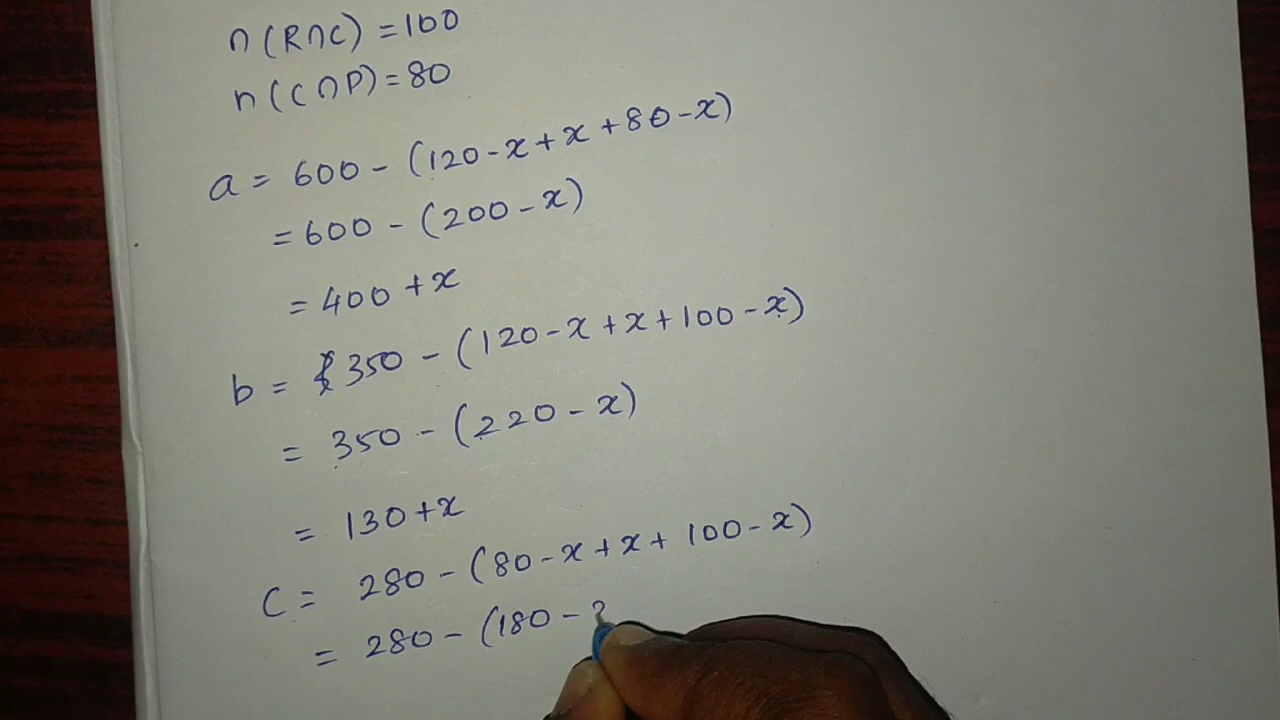 n(R∩C) = 100
n(C∩P) = 80
a = 600 - (120 - x + x + 80 - x)
= 600 - (200 - x)
= 400 + x
b = 350 - (120 - x + x + 100 - x)
= 350 - (220 - x)
= 130 + x
C = 280 - (80 - x + x + 100 - x)
= 280 - (180 -